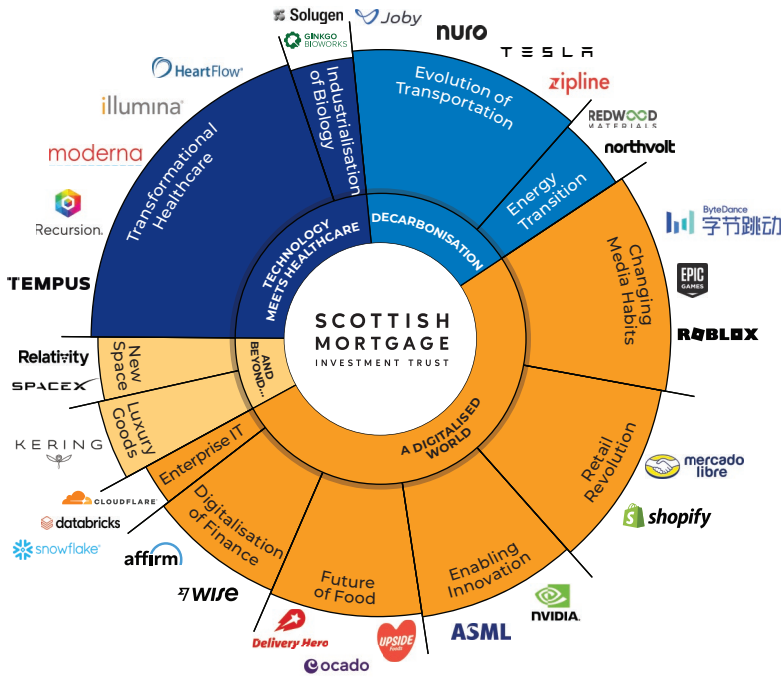 Solugen
Joby
GINKGO
BIOWORKS
nuro
TESLA
HeartFlow®
zipline
illumina®
REDWOOD
MATERIALS
moderna
northvolt
Recursion.
ByteDance
字节跳动
TEMPUS
EPIC
GAMES
ROBLOX
Relativity
SPACEX
KERING
mercado
libre
CLOUDFLARE®
shopify
databricks
snowflake®
affirm
wise
NVIDIA.
Delivery Hero
UPSIDE
Foods
ASML
ocado
Transformational
Healthcare
Industrialisation
of Biology
Evolution of
Transportation
Energy
Transition
Changing
Media Habits
Retail
Revolution
Enabling
Innovation
Future
of Food
Digitalisation
of Finance
Enterprise IT
Luxury
Goods
New
Space
TECHNOLOGY
MEETS HEALTHCARE
DECARBONISATION
A DIGITALISED
WORLD
AND
BEYOND...
SCOTTISH
MORTGAGE
INVESTMENT TRUST